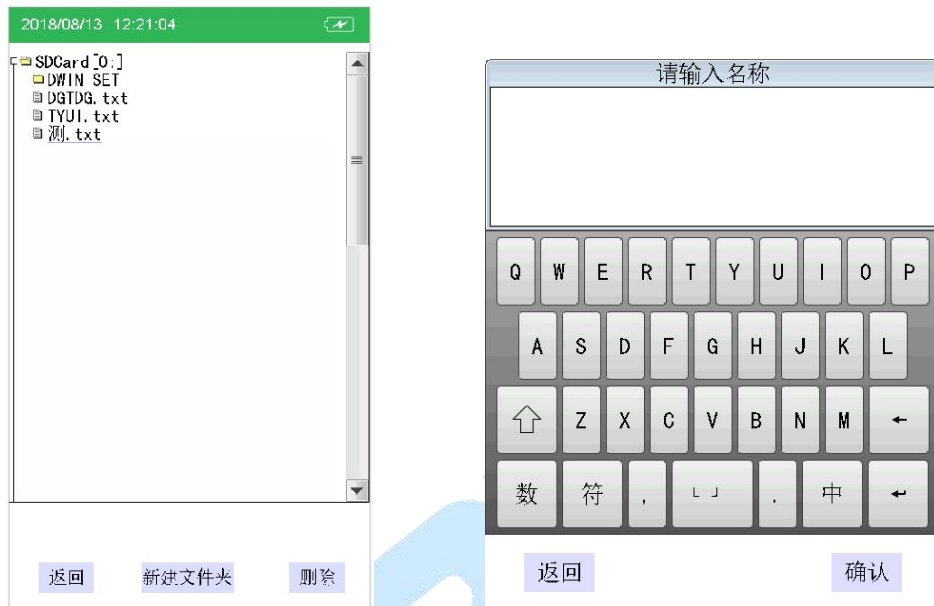 2018/08/13 12:21:04
SDCard[0:]
DWIN SET
DGTDG.txt
TYUI.txt
测.txt
返回 新建文件夹 删除
请输入名称
Q W E R T Y U I O P
A S D F G H J K L
Z X C V B N M
数 符 , . 中
返回 确认